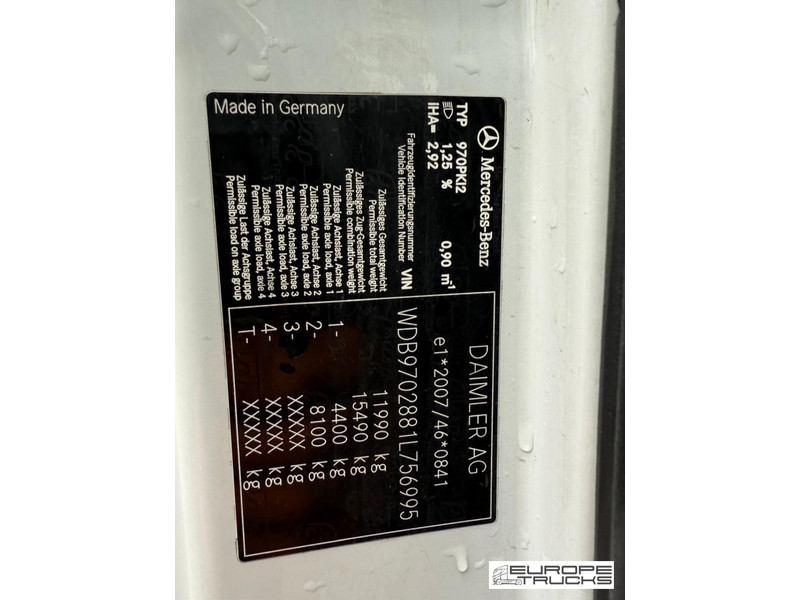 Mercedes-Benz
TYP 970PKI2
1,25 % 0,90 m⁻¹
IHA= 2,92
DAIMLER AG
e1*2007/46*0841
Fahrzeugidentifizierungsnummer
Vehicle Identification Number VIN WDB9702881L756995
Zulässiges Gesamtgewicht
Permissible total weight 11990 kg
Zulässiges Zug-Gesamtgewicht
Permissible combination weight 15490 kg
Zulässige Achslast, Achse 1
Permissible axle load, axle 1 1- 4400 kg
Zulässige Achslast, Achse 2
Permissible axle load, axle 2 2- 8100 kg
Zulässige Achslast, Achse 3
Permissible axle load, axle 3 3- XXXXX kg
Zulässige Achslast, Achse 4
Permissible axle load, axle 4 4- XXXXX kg
Zulässige Last der Achsgruppe
Permissible load on axle group T- XXXXX kg
Made in Germany
EUROPE
TRUCKS